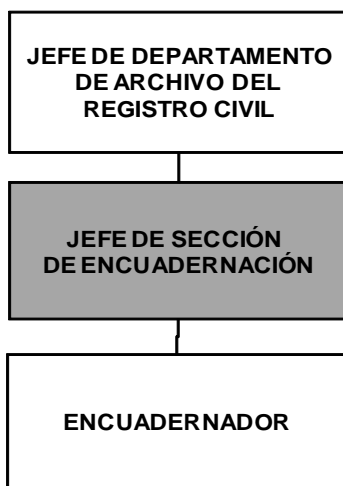 JEFE DE DEPARTAMENTO
DE ARCHIVO DEL
REGISTRO CIVIL
JEFE DE SECCIÓN
DE ENCUADERNACIÓN
ENCUADERNADOR